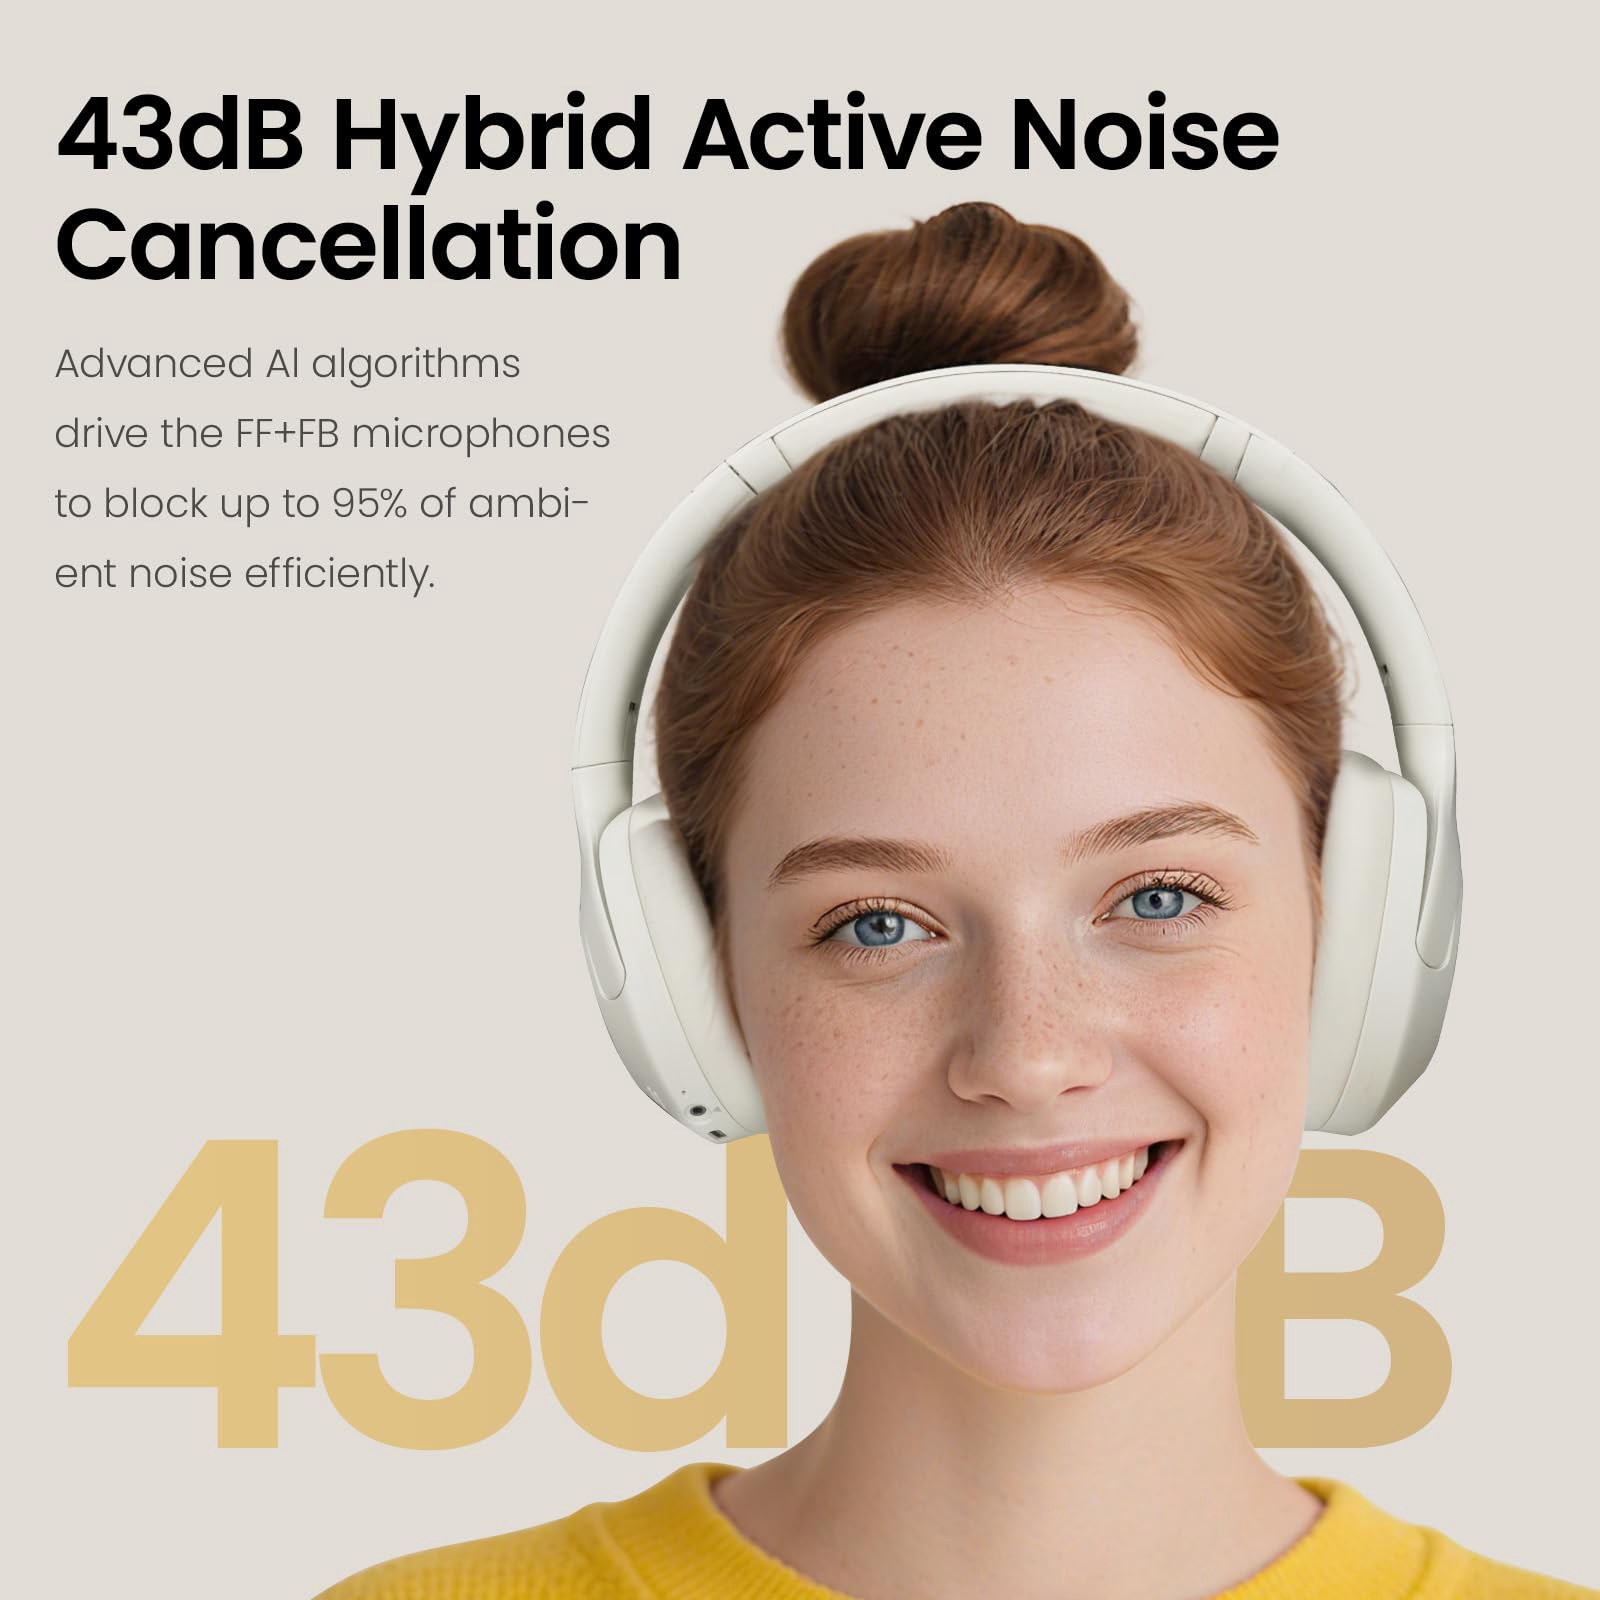 43dB Hybrid Active Noise
Cancellation
Advanced Al algorithms
drive the FF+FB microphones
to block up to 95% of ambi-
ent noise efficiently.
43dB